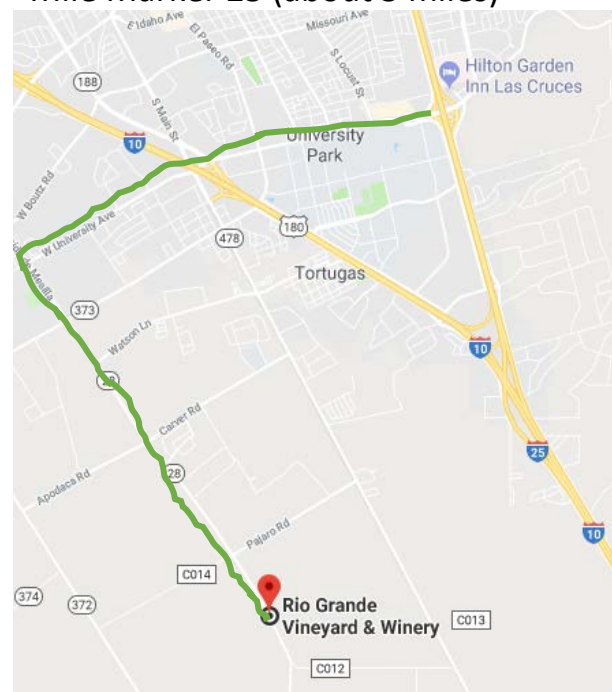 Mile Marker (about miles)
E Idaho Ave
Missouri Ave
El Paseo Rd
S Locust St
Hilton Garden
Inn Las Cruces
188
S Main St
10
University
Park
W Boutz Rd
W University Ave
180
478
de Mesilla
Tortugas
373
Watson Ln
10
28
Carver Rd
25
28
Apodaca Rd
10
Pajaro Rd
C014
374
372
Rio Grande
Vineyard & Winery
C013
C012